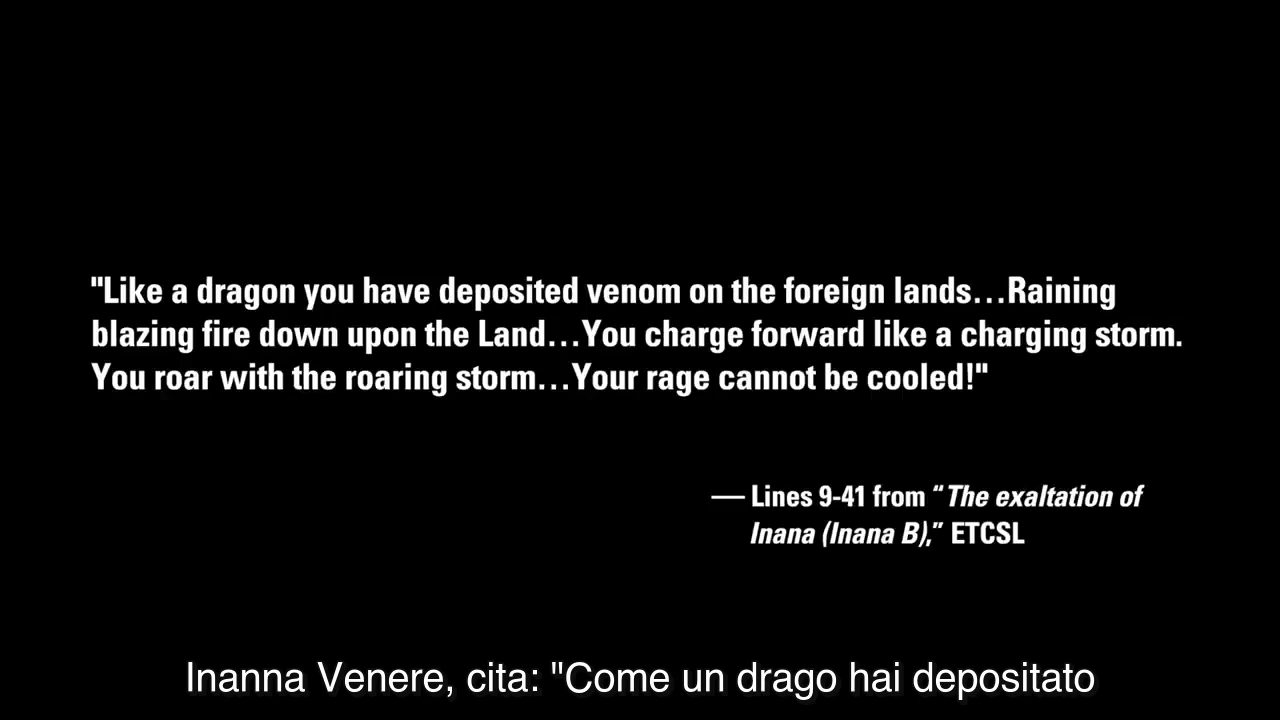 "Like a dragon you have deposited venom on the foreign lands…Raining
blazing fire down upon the Land…You charge forward like a charging storm.
You roar with the roaring storm…Your rage cannot be cooled!"
— Lines 9-41 from “The exaltation of
Inana (Inana B),” ETCSL
Inanna Venere, cita: "Come un drago hai depositato